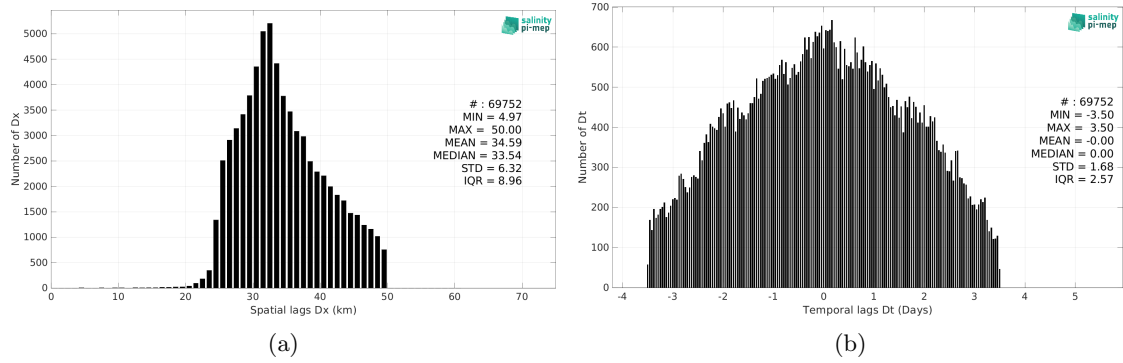 salinity
pi-mep
5000
4500
4000
3500
3000
2500
2000
1500
1000
500
0
Number of Dx
# : 69752
MIN = 4.97
MAX = 50.00
MEAN = 34.59
MEDIAN = 33.54
STD = 6.32
IQR = 8.96
0 10 20 30 40 50 60 70
Spatial lags Dx (km)
(a)
salinity
pi-mep
700
600
500
400
300
200
100
0
Number of Dt
# : 69752
MIN = -3.50
MAX = 3.50
MEAN = -0.00
MEDIAN = 0.00
STD = 1.68
IQR = 2.57
-4 -3 -2 -1 0 1 2 3 4 5
Temporal lags Dt (Days)
(b)